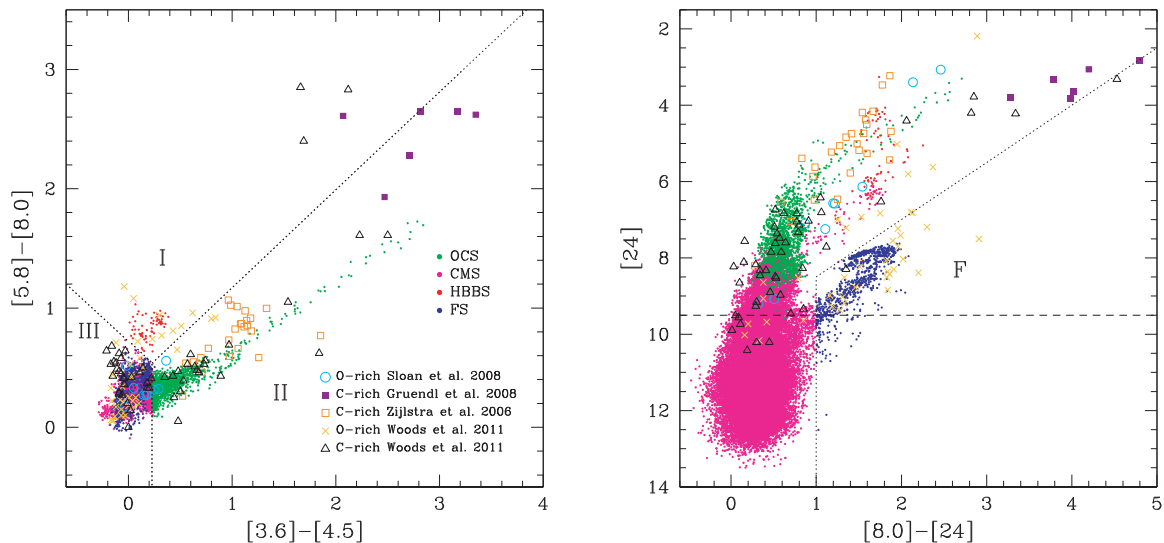 3
2
1
0
[5.8]−[8.0]
I
III
II
OCS
CMS
HBBS
FS
O-rich Sloan et al. 2008
C-rich Gruendl et al. 2008
C-rich Zijlstra et al. 2006
O-rich Woods et al. 2011
C-rich Woods et al. 2011
0 1 2 3 4
[3.6]−[4.5]
2
4
6
8
10
12
14
[24]
F
0 1 2 3 4 5
[8.0]−[24]